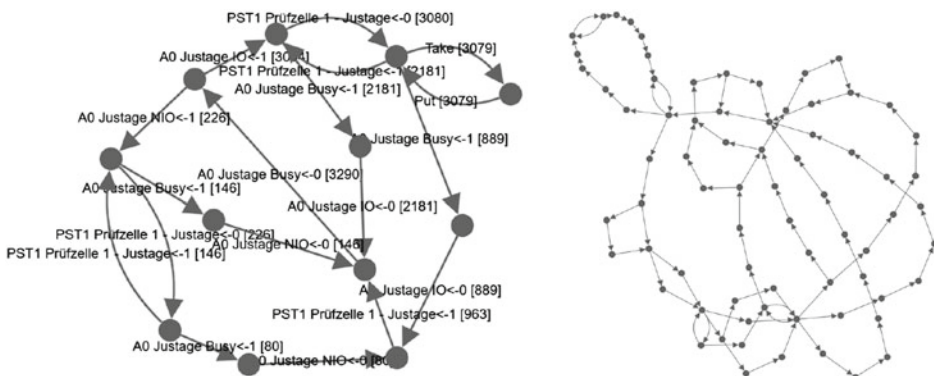 PST1 Prüfzelle 1 - Justage<-0 [3080]
A0 Justage IO<-1
Take [3079]
PST1 Prüfzelle 1 - Justage<-1 [2181]
A0 Justage Busy<-1 [2181]
Put [3079]
A0 Justage NIO<-1 [226]
Justage Busy<-1 [889]
A0 Justage Busy<-0 [3290]
A0 Justage Busy<-1 [146]
A0 Justage IO<-0 [2181]
PST1 Prüfzelle 1 - Justage<-0 [226]
A0 Justage NIO<-0 [146]
PST1 Prüfzelle 1 - Justage<-1 [146]
Justage IO<-0 [889]
PST1 Prüfzelle 1 - Justage<-1 [963]
A0 Justage Busy<-1 [80]
Justage NIO<-0